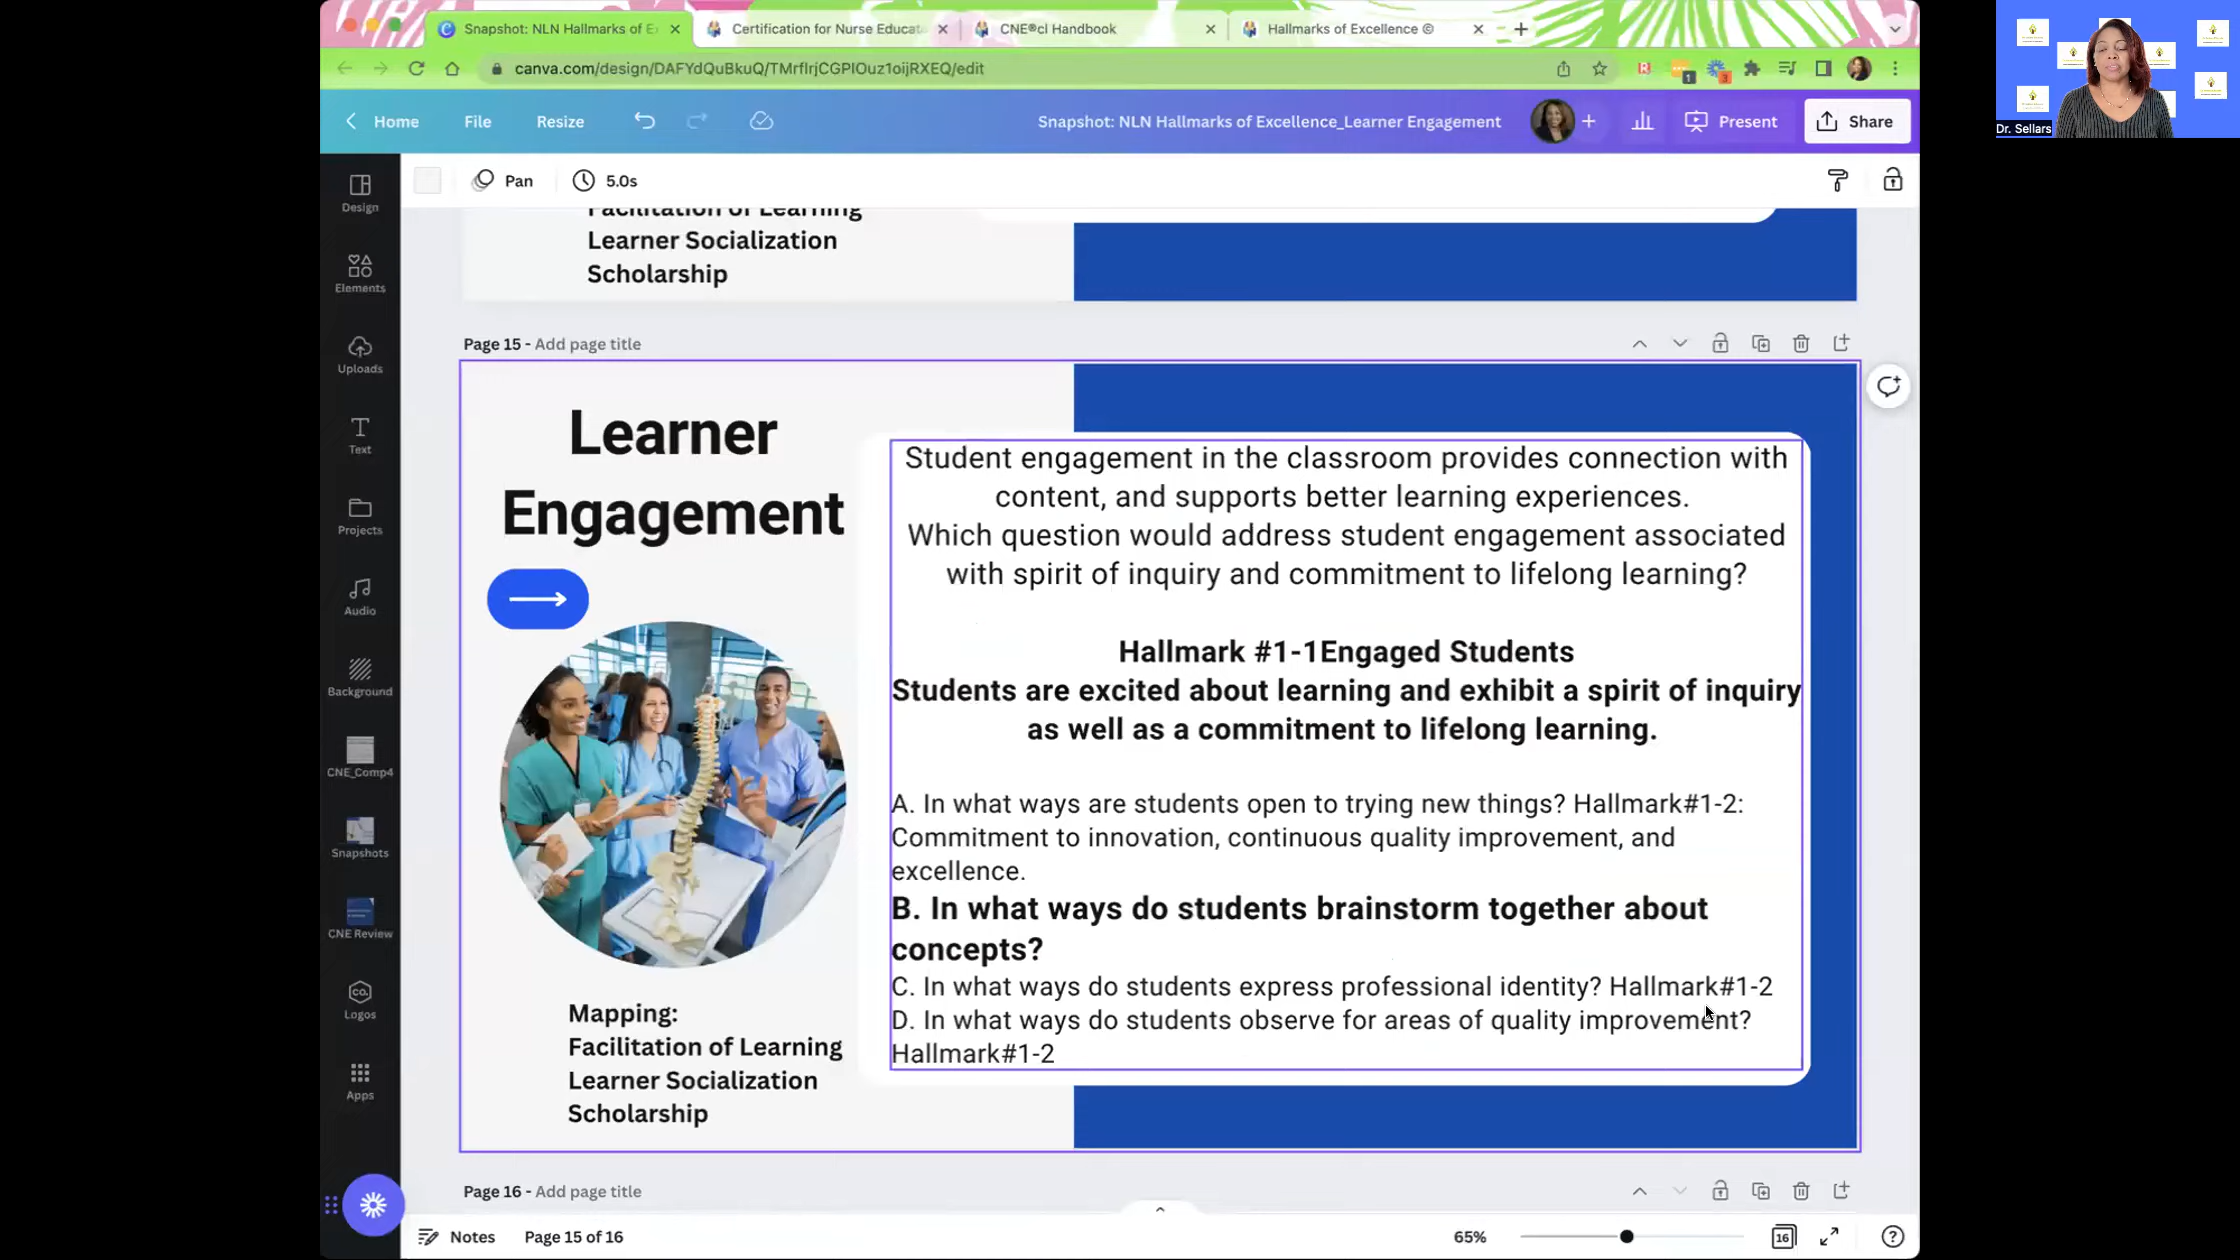 Snapshot: NLN Hallmarks of E
Certification for Nurse Educat
CNE®cl Handbook
Hallmarks of Excellence ©
canva.com/design/DAFYdQuBkuQ/TMrflrjCGPIOuz1oijRXEQ/edit
1
3
Home
File
Resize
Snapshot: NLN Hallmarks of Excellence_Learner Engagement
Present
Share
Dr. Sellars
Pan
5.0s
Design
Elements
Uploads
Text
Projects
Audio
Background
CNE_Comp4
Snapshots
CNE Review
co.
Logos
Apps
Facilitation of Learning
Learner Socialization
Scholarship
Page 15 - Add page title
Learner
Engagement
Mapping:
Facilitation of Learning
Learner Socialization
Scholarship
Student engagement in the classroom provides connection with
content, and supports better learning experiences.
Which question would address student engagement associated
with spirit of inquiry and commitment to lifelong learning?
Hallmark #1-1Engaged Students
Students are excited about learning and exhibit a spirit of inquiry
as well as a commitment to lifelong learning.
A. In what ways are students open to trying new things? Hallmark#1-2:
Commitment to innovation, continuous quality improvement, and
excellence.
B. In what ways do students brainstorm together about
concepts?
C. In what ways do students express professional identity? Hallmark#1-2
D. In what ways do students observe for areas of quality improvement?
Hallmark#1-2
Page 16 - Add page title
Notes
Page 15 of 16
65%
16